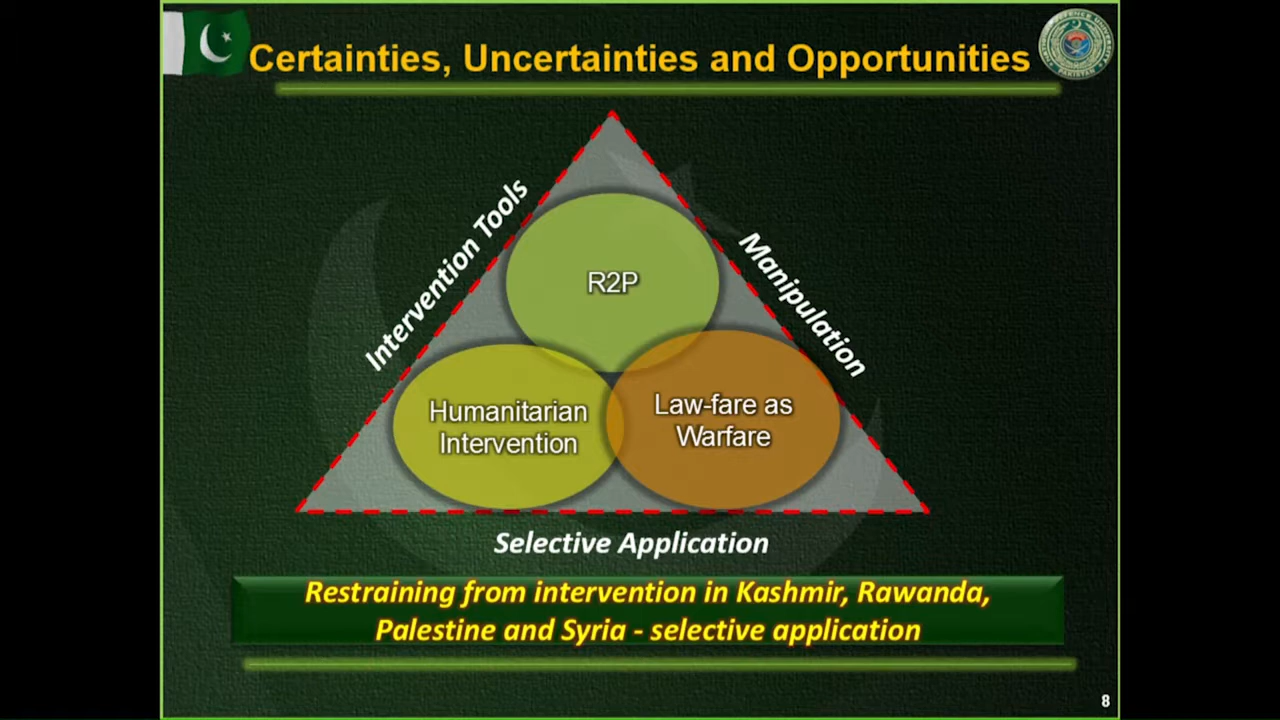 Certainties, Uncertainties and Opportunities
Intervention Tools
Manipulation
R2P
Humanitarian
Intervention
Law-fare as
Warfare
Selective Application
Restraining from intervention in Kashmir, Rawanda,
Palestine and Syria - selective application
8